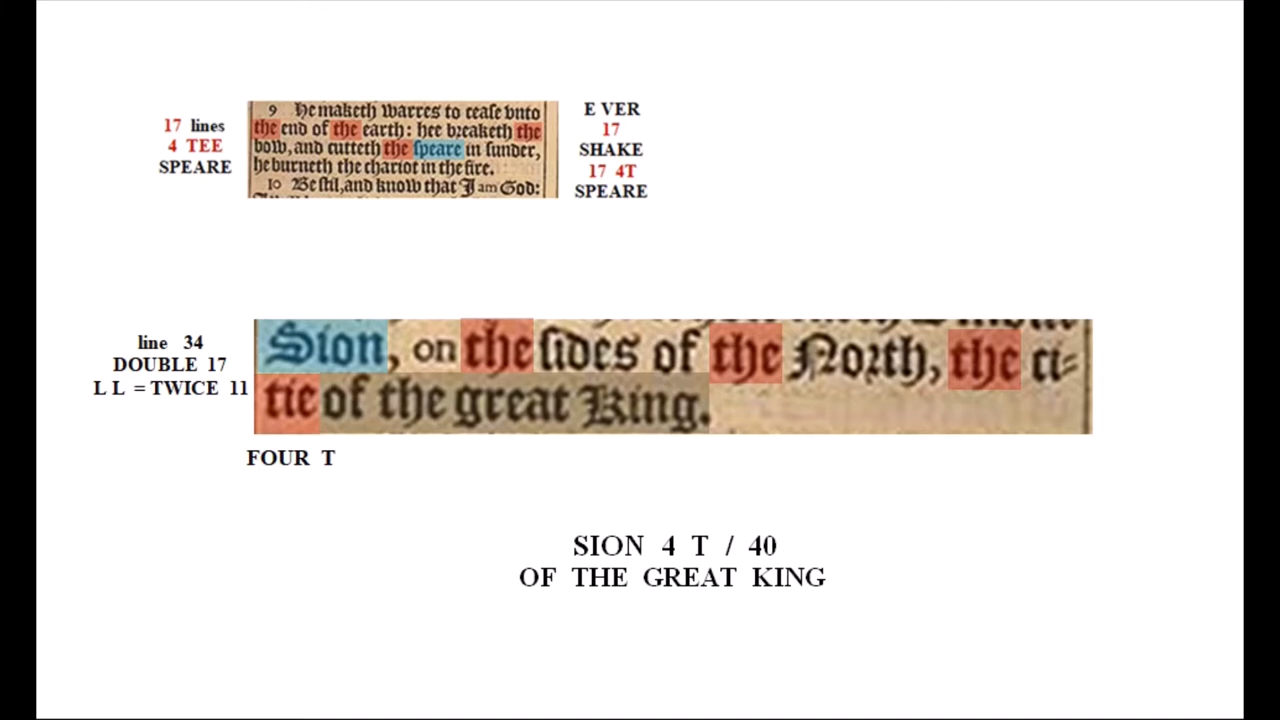 17 lines
4 TEE
SPEARE
9 He maketh warres to ceaſe vnto
the end of the earth: hee breaketh the
bow, and cutteth the ſpeare in ſunder,
he burneth the chariot in the fire.
10 Be ſtil, and know that I am God:
E VER
17
SHAKE
17 4T
SPEARE
line 34
DOUBLE 17
L L = TWICE 11
Sion, on the ſides of the North, the ci-
tie of the great King.
FOUR T
SION 4 T / 40
OF THE GREAT KING